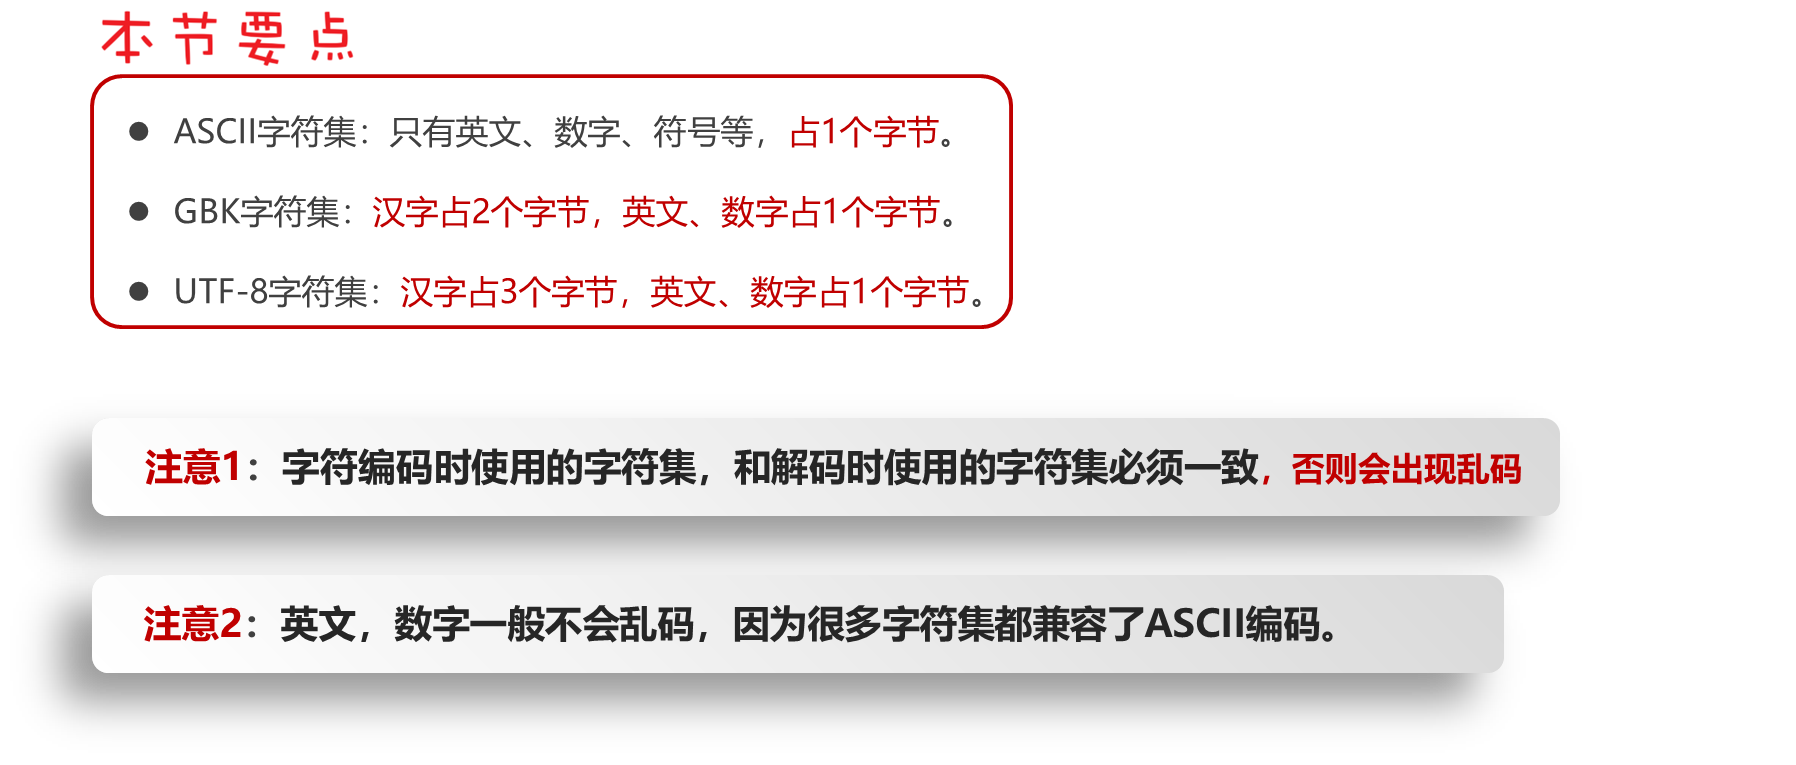 本节要点
● ASCII字符集：只有英文、数字、符号等，占1个字节。
● GBK字符集：汉字占2个字节，英文、数字占1个字节。
● UTF-8字符集：汉字占3个字节，英文、数字占1个字节。
注意1：字符编码时使用的字符集，和解码时使用的字符集必须一致，否则会出现乱码
注意2：英文，数字一般不会乱码，因为很多字符集都兼容了ASCII编码。